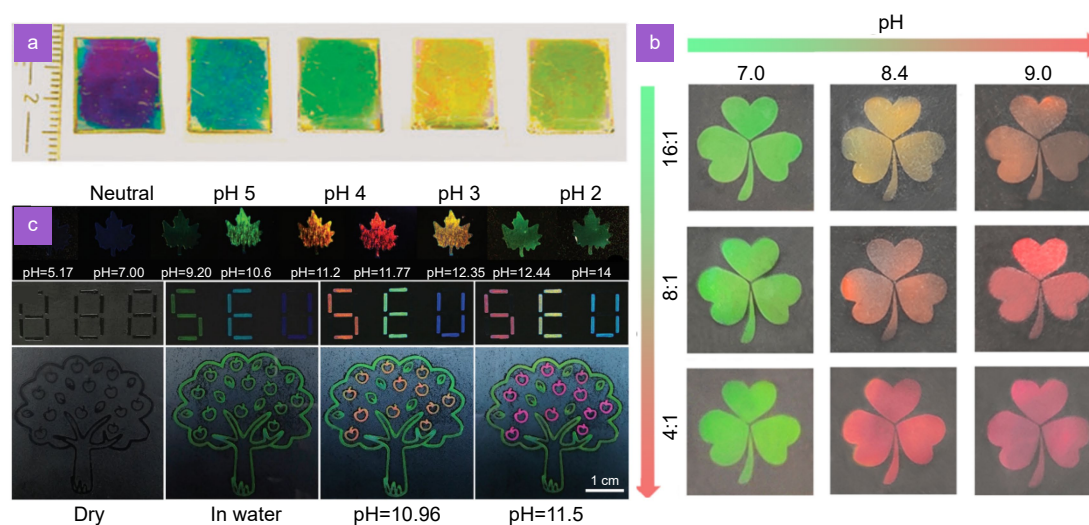 a
2
Neutral pH 5 pH 4 pH 3 pH 2
b
pH
7.0 8.4 9.0
16:1
8:1
4:1
c
pH=5.17 pH=7.00 pH=9.20 pH=10.6 pH=11.2 pH=11.77 pH=12.35 pH=12.44 pH=14
SEU SEU SEU
1 cm
Dry In water pH=10.96 pH=11.5